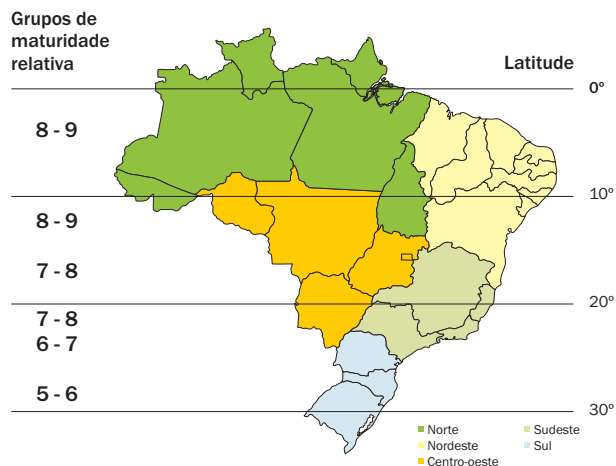 Grupos de
maturidade
relativa
Latitude
0º
8 - 9
10º
8 - 9
7 - 8
20º
7 - 8
6 - 7
5 - 6
30º
Norte
Nordeste
Centro-oeste
Sudeste
Sul